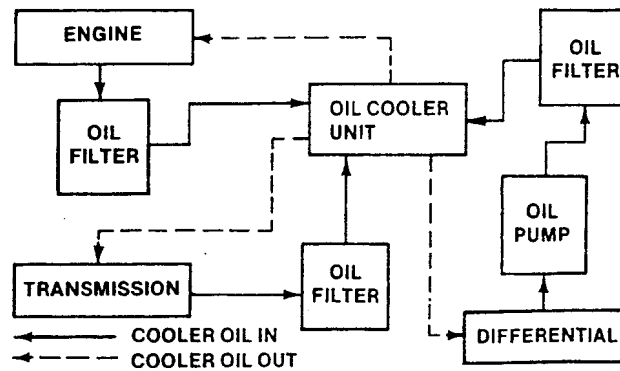 ENGINE
OIL
FILTER
OIL COOLER
UNIT
OIL
FILTER
OIL
PUMP
TRANSMISSION
OIL
FILTER
DIFFERENTIAL
COOLER OIL IN
COOLER OIL OUT